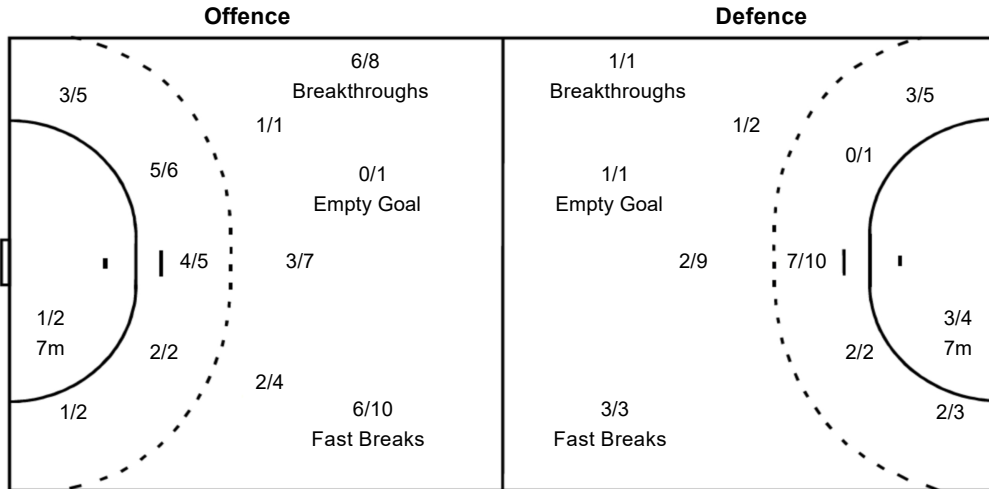 Offence
Defence
6/8
Breakthroughs
1/1
Breakthroughs
3/5
3/5
1/1
1/2
5/6
0/1
0/1
Empty Goal
1/1
Empty Goal
4/5
3/7
2/9
7/10
1/2
7m
3/4
7m
2/2
2/2
2/4
1/2
6/10
Fast Breaks
3/3
Fast Breaks
2/3